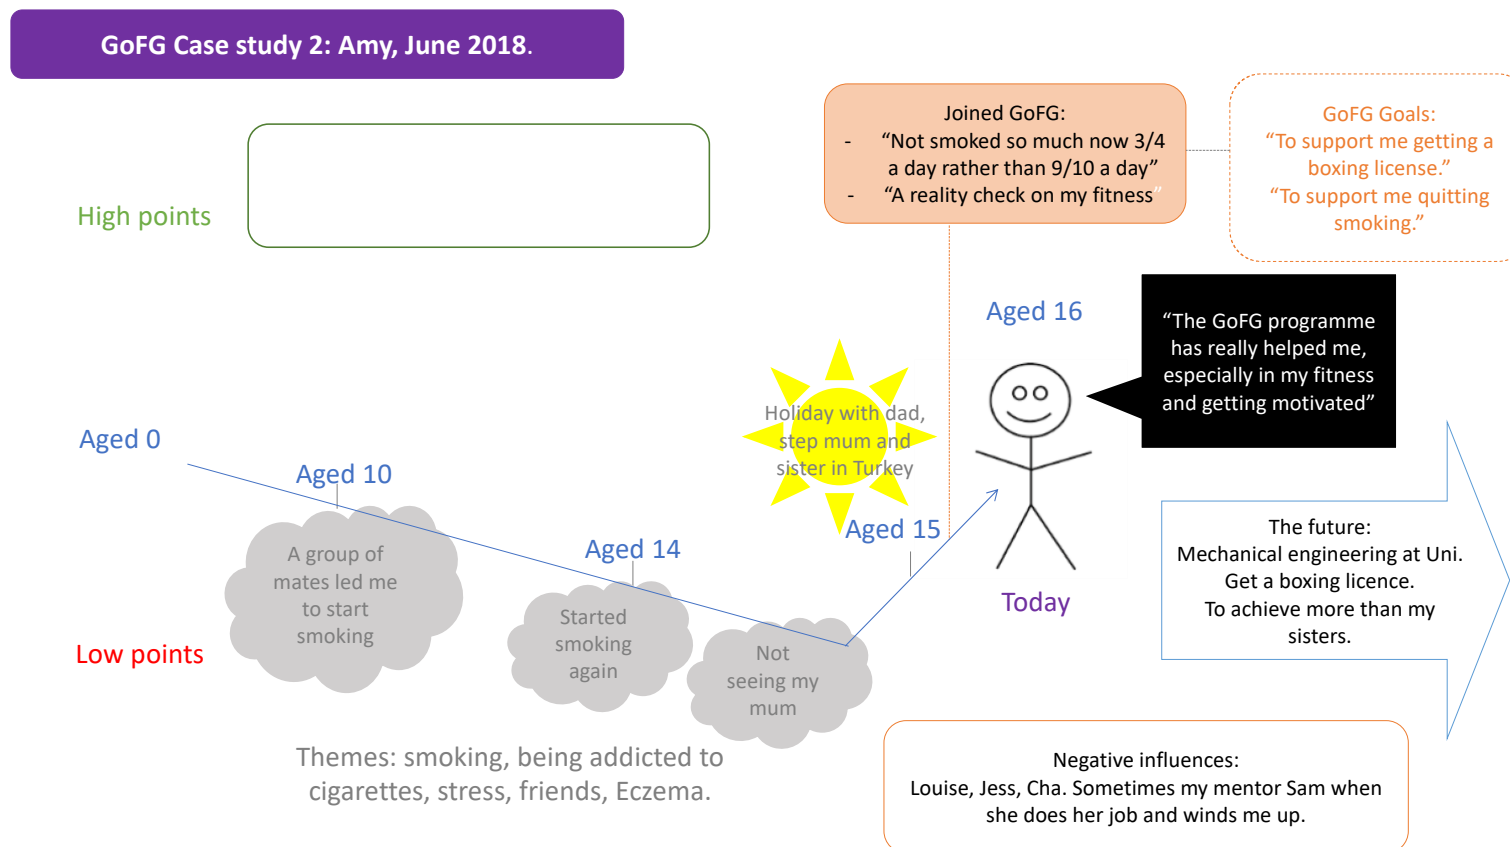 GoFG Case study 2: Amy, June 2018.
High points
Joined GoFG:
- “Not smoked so much now 3/4
a day rather than 9/10 a day”
- “A reality check on my fitness”
GoFG Goals:
“To support me getting a
boxing license.”
“To support me quitting
smoking.”
Aged 16
“The GoFG programme
has really helped me,
especially in my fitness
and getting motivated”
Holiday with dad,
step mum and
sister in Turkey
Aged 0
Aged 10
A group of
mates led me
to start
smoking
Aged 14
Started
smoking
again
Aged 15
Not
seeing my
mum
Today
The future:
Mechanical engineering at Uni.
Get a boxing licence.
To achieve more than my
sisters.
Low points
Themes: smoking, being addicted to
cigarettes, stress, friends, Eczema.
Negative influences:
Louise, Jess, Cha. Sometimes my mentor Sam when
she does her job and winds me up.